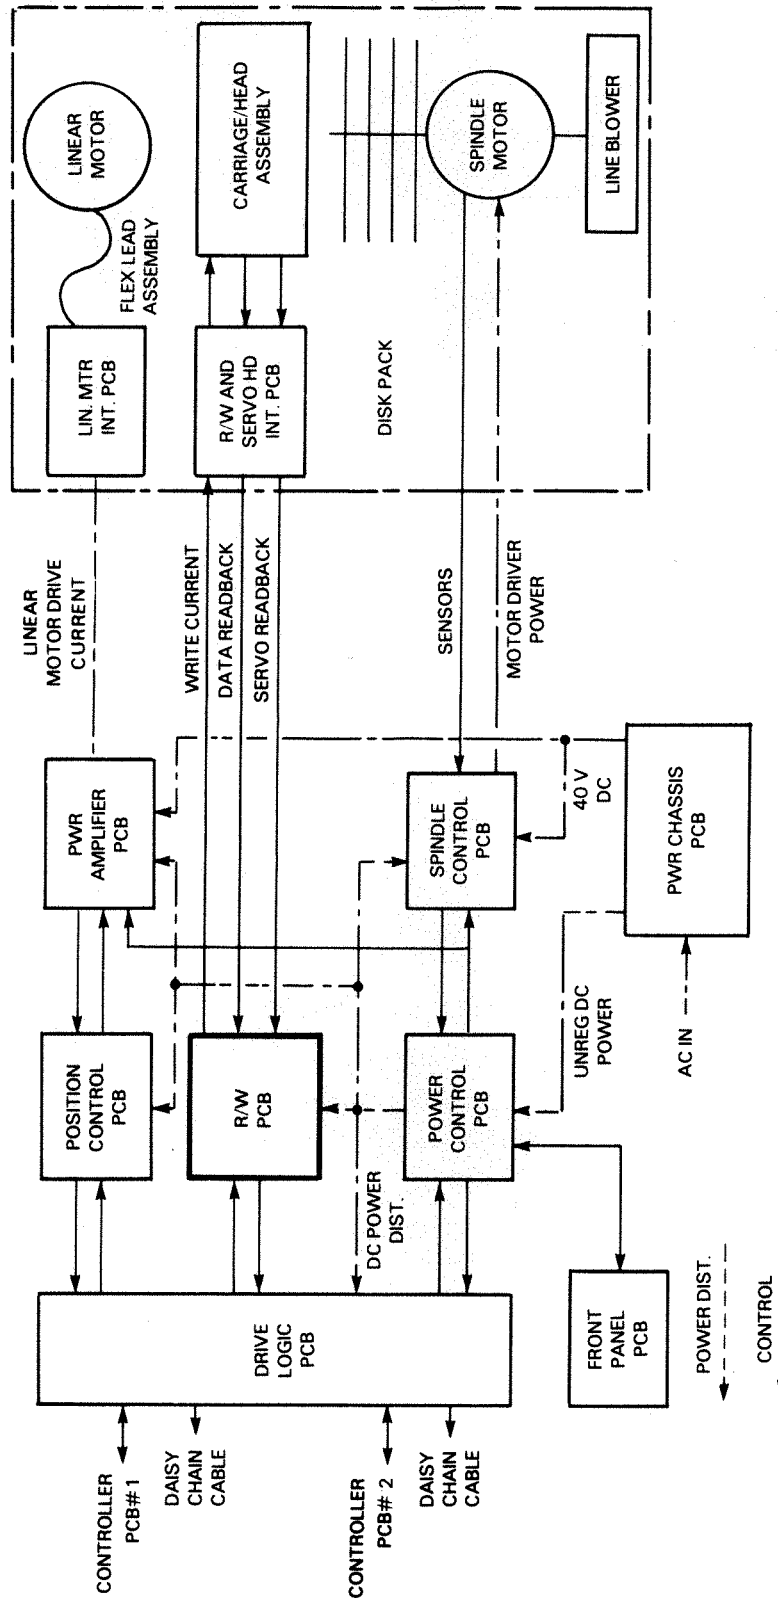 CONTROLLER
PCB# 1
DAISY
CHAIN
CABLE
CONTROLLER
PCB# 2
DAISY
CHAIN
CABLE
DRIVE
LOGIC
PCB
POSITION
CONTROL
PCB
R/W
PCB
DC POWER
DIST.
POWER
CONTROL
PCB
FRONT
PANEL
PCB
POWER DIST.
CONTROL
PWR
AMPLIFIER
PCB
SPINDLE
CONTROL
PCB
40 V
DC
UNREG DC
POWER
AC IN
PWR CHASSIS
PCB
LINEAR
MOTOR DRIVE
CURRENT
WRITE CURRENT
DATA READBACK
SERVO READBACK
SENSORS
MOTOR DRIVER
POWER
LIN. MTR
INT. PCB
FLEX LEAD
ASSEMBLY
LINEAR
MOTOR
R/W AND
SERVO HD
INT. PCB
CARRIAGE/HEAD
ASSEMBLY
DISK PACK
SPINDLE
MOTOR
LINE BLOWER